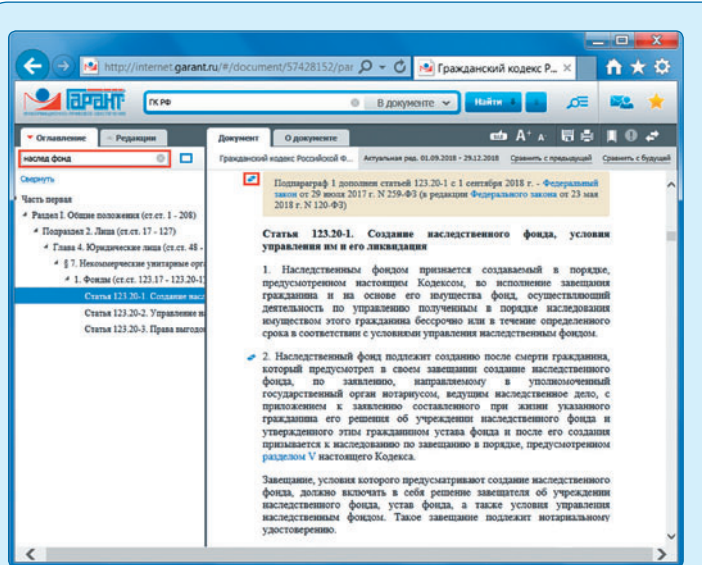 http://internet.garant.ru/#/document/57428152/par
Гражданский кодекс Р...
ГАРАНТ
ГК РФ
В документе
Найти
Оглавление
Редакции
Документ
О документе
наслед фонд
Гражданский кодекс Российской Ф...
Актуальная ред. 01.09.2018 - 29.12.2018
Сравнить с предыдущей
Сравнить с будущей
Свернуть
Часть первая
Раздел I. Общие положения (ст.ст. 1 - 208)
Подраздел 2. Лица (ст.ст. 17 - 127)
Глава 4. Юридические лица (ст.ст. 48 -
§ 7. Некоммерческие унитарные орг
1. Фонды (ст.ст. 123.17 - 123.20-1)
Статья 123.20-1. Создание насл
Статья 123.20-2. Управление н
Статья 123.20-3. Права выгодо
Подпараграф 1 дополнен статьей 123.20-1 с 1 сентября 2018 г. - Федеральный
закон от 29 июля 2017 г. N 259-ФЗ (в редакции Федерального закона от 23 мая
2018 г. N 120-ФЗ)
Статья 123.20-1. Создание наследственного фонда, условия
управления им и его ликвидация
1. Наследственным фондом признается создаваемый в порядке,
предусмотренном настоящим Кодексом, во исполнение завещания
гражданина и на основе его имущества фонд, осуществляющий
деятельность по управлению полученным в порядке наследования
имуществом этого гражданина бессрочно или в течение определенного
срока в соответствии с условиями управления наследственным фондом.
2. Наследственный фонд подлежит созданию после смерти гражданина,
который предусмотрел в своем завещании создание наследственного
фонда, по заявлению, направляемому в уполномоченный
государственный орган нотариусом, ведущим наследственное дело, с
приложением к заявлению составленного при жизни указанного
гражданина его решения об учреждении наследственного фонда и
утвержденного этим гражданином устава фонда и после его создания
призывается к наследованию по завещанию в порядке, предусмотренном
разделом V настоящего Кодекса.
Завещание, условия которого предусматривают создание наследственного
фонда, должно включать в себя решение завещателя об учреждении
наследственного фонда, устав фонда, а также условия управления
наследственным фондом. Такое завещание подлежит нотариальному
удостоверению.